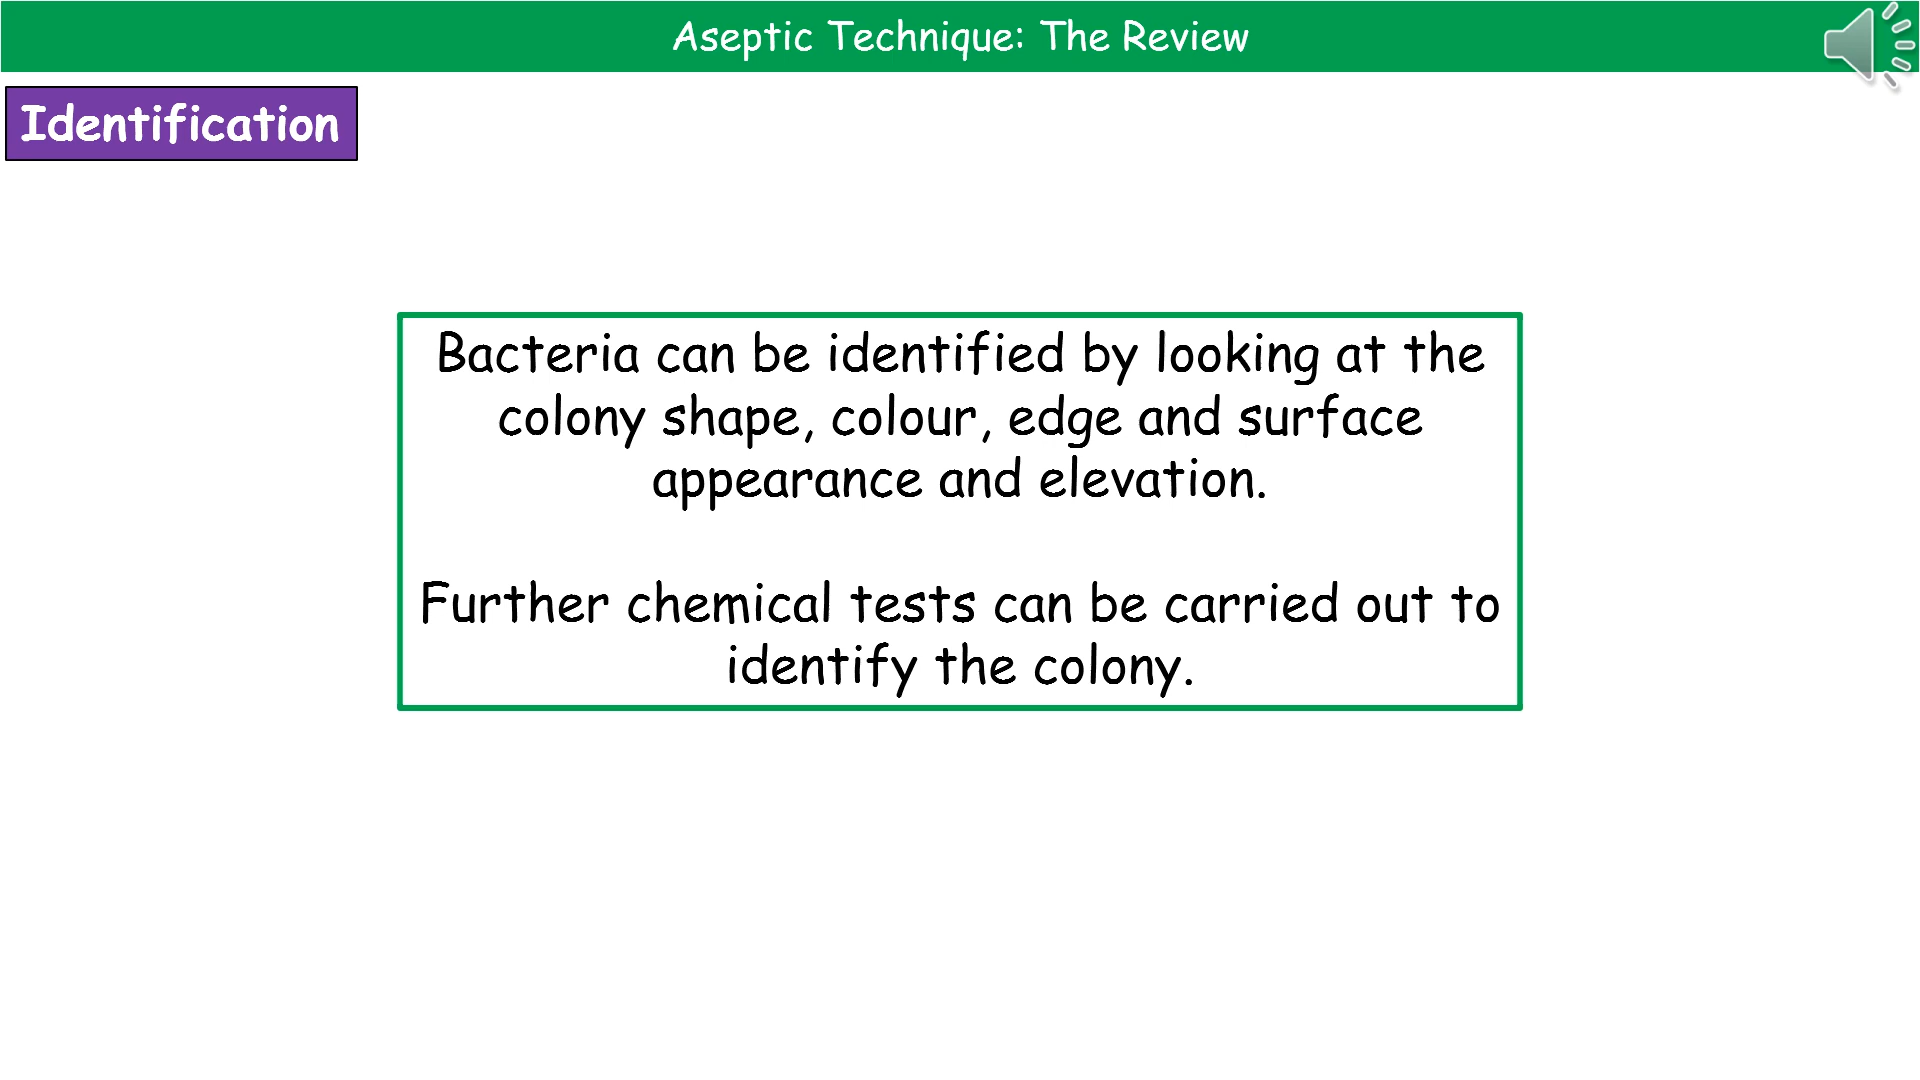 Aseptic Technique: The Review
Identification
Bacteria can be identified by looking at the
colony shape, colour, edge and surface
appearance and elevation.
Further chemical tests can be carried out to
identify the colony.